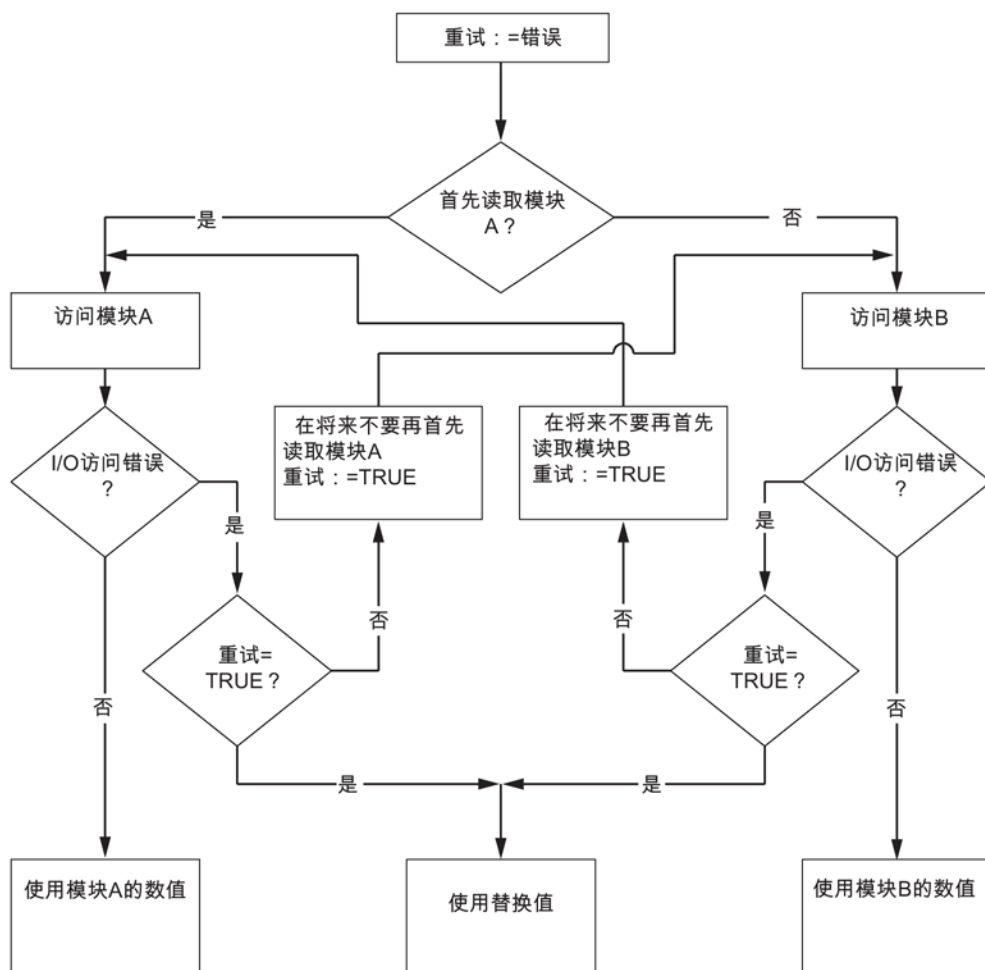 重试：=错误
首先读取模块
A？
是
否
访问模块A
访问模块B
在将来不要再首先
读取模块A
重试：=TRUE
在将来不要再首先
读取模块B
重试：=TRUE
I/O访问错误
？
I/O访问错误
？
是
是
否
否
重试=
TRUE？
重试=
TRUE？
否
否
是
是
使用模块A的数值
使用替换值
使用模块B的数值